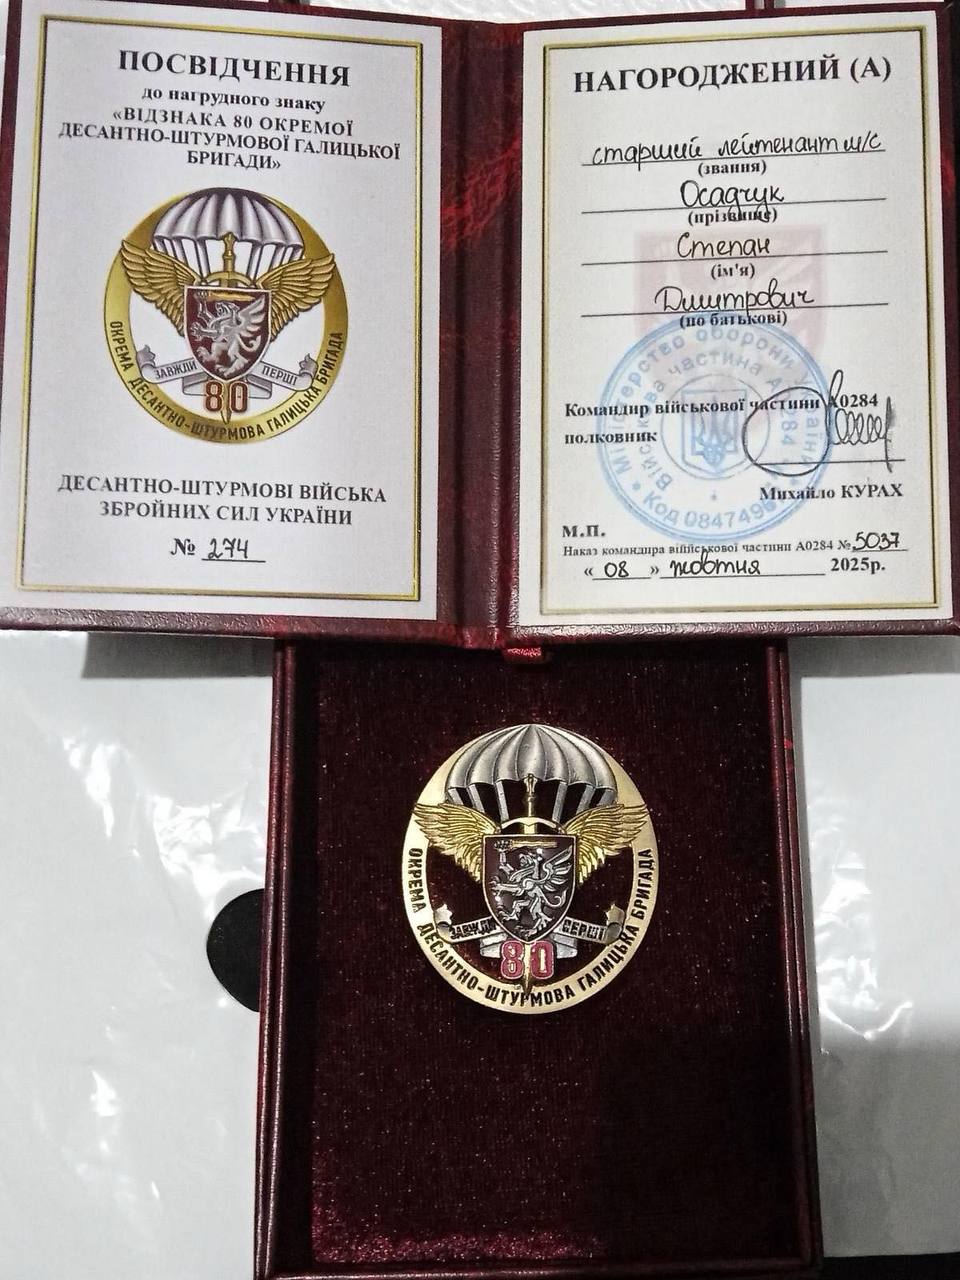 ПОСВІДЧЕННЯ
до нагрудного знаку
«ВІДЗНАКА 80 ОКРЕМОЇ
ДЕСАНТНО-ШТУРМОВОЇ ГАЛИЦЬКОЇ
БРИГАДИ»
ЗАВЖДИ ПЕРШІ
80
ОКРЕМА ДЕСАНТНО-ШТУРМОВА ГАЛИЦЬКА БРИГАДА
ДЕСАНТНО-ШТУРМОВІ ВІЙСЬКА
ЗБРОЙНИХ СИЛ УКРАЇНИ
№ 274
НАГОРОДЖЕНИЙ (А)
старший лейтенант м/с
(звання)
Осадчук
(прізвище)
Степан
(ім'я)
Дмитрович
(по батькові)
Міністерство оборони України
Військова частина А0284
Код
Командир військової частини А0284
полковник
Михайло КУРАХ
М.П.
Наказ командира військової частини А0284 № 5037
« 08 » жовтня 2025р.
ЗАВЖДИ ПЕРШІ
80
ОКРЕМА ДЕСАНТНО-ШТУРМОВА ГАЛИЦЬКА БРИГАДА